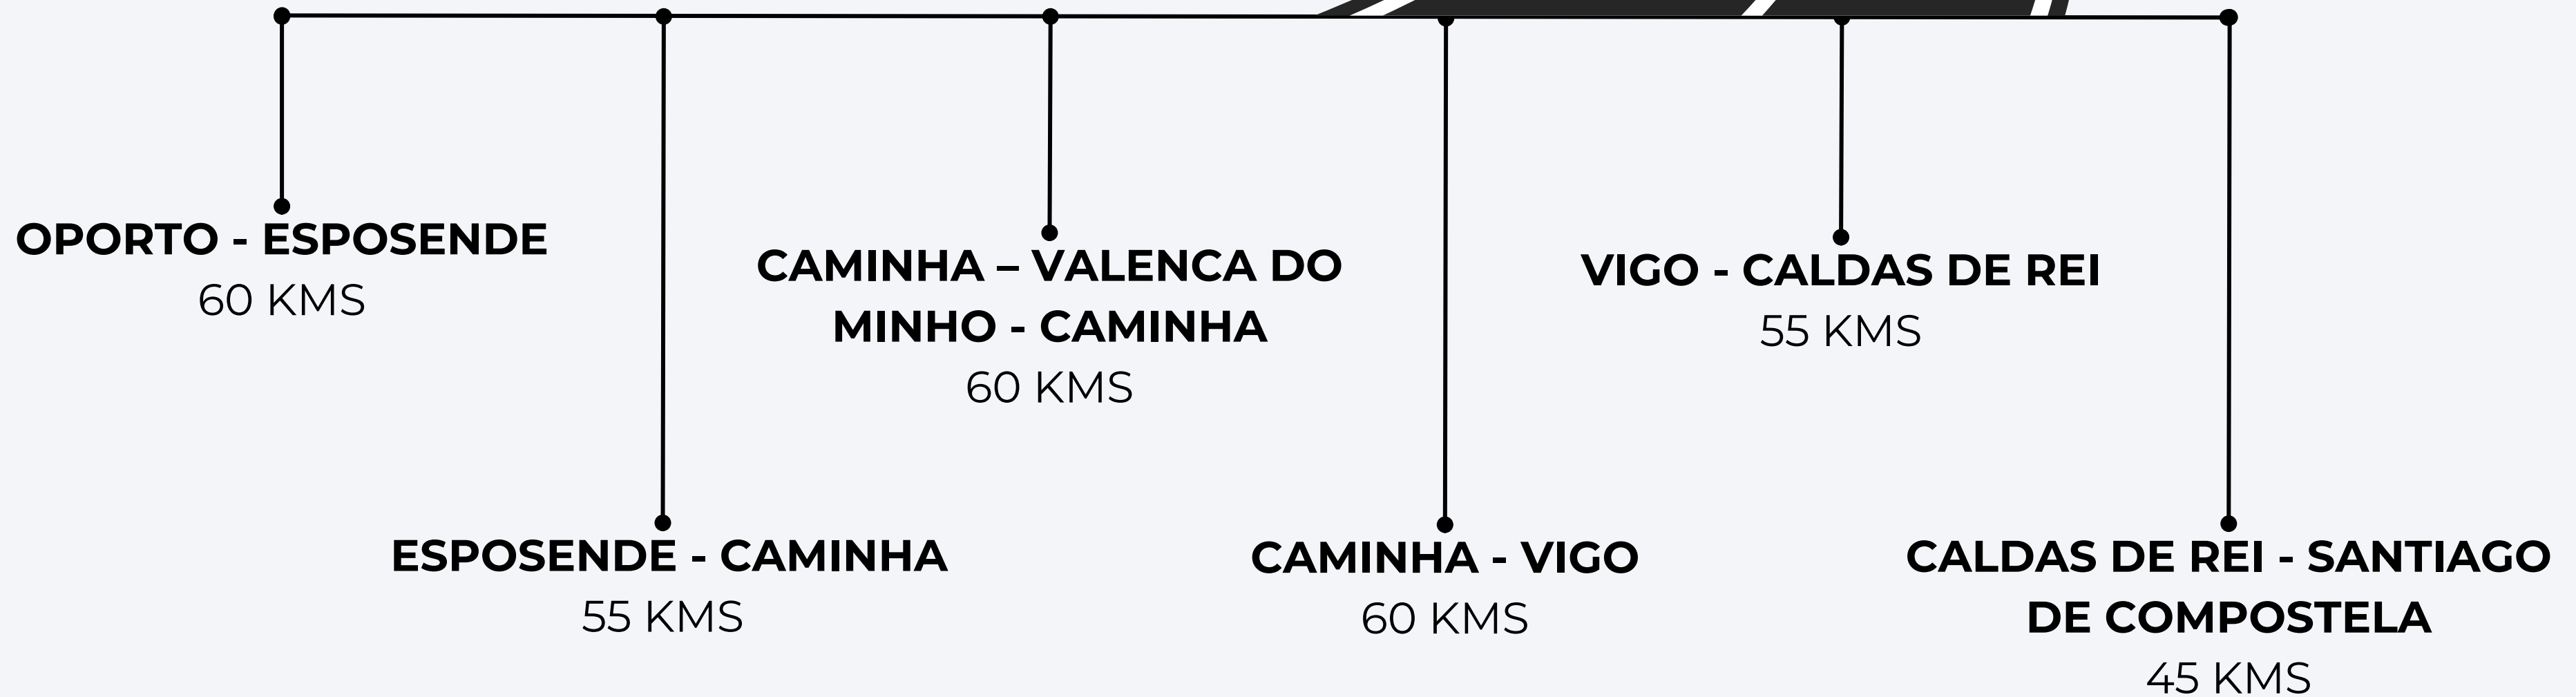 OPORTO - ESPOSENDE
60 KMS
ESPOSENDE - CAMINHA
55 KMS
CAMINHA – VALENCA DO
MINHO - CAMINHA
60 KMS
CAMINHA - VIGO
60 KMS
VIGO - CALDAS DE REI
55 KMS
CALDAS DE REI - SANTIAGO
DE COMPOSTELA
45 KMS